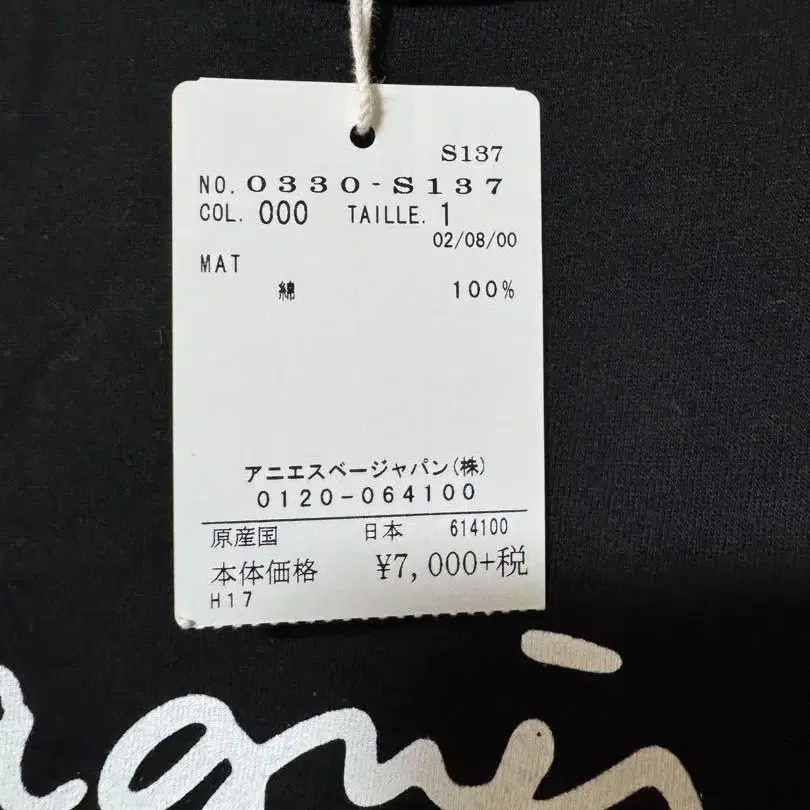 S137
NO. 0330-S137
COL. 000 TAILLE. 1
02/08/00
MAT
綿 100%
アニエスベージャパン(株)
0120-064100
原産国 日本 614100
本体価格 ¥7,000+税
H17
agnès